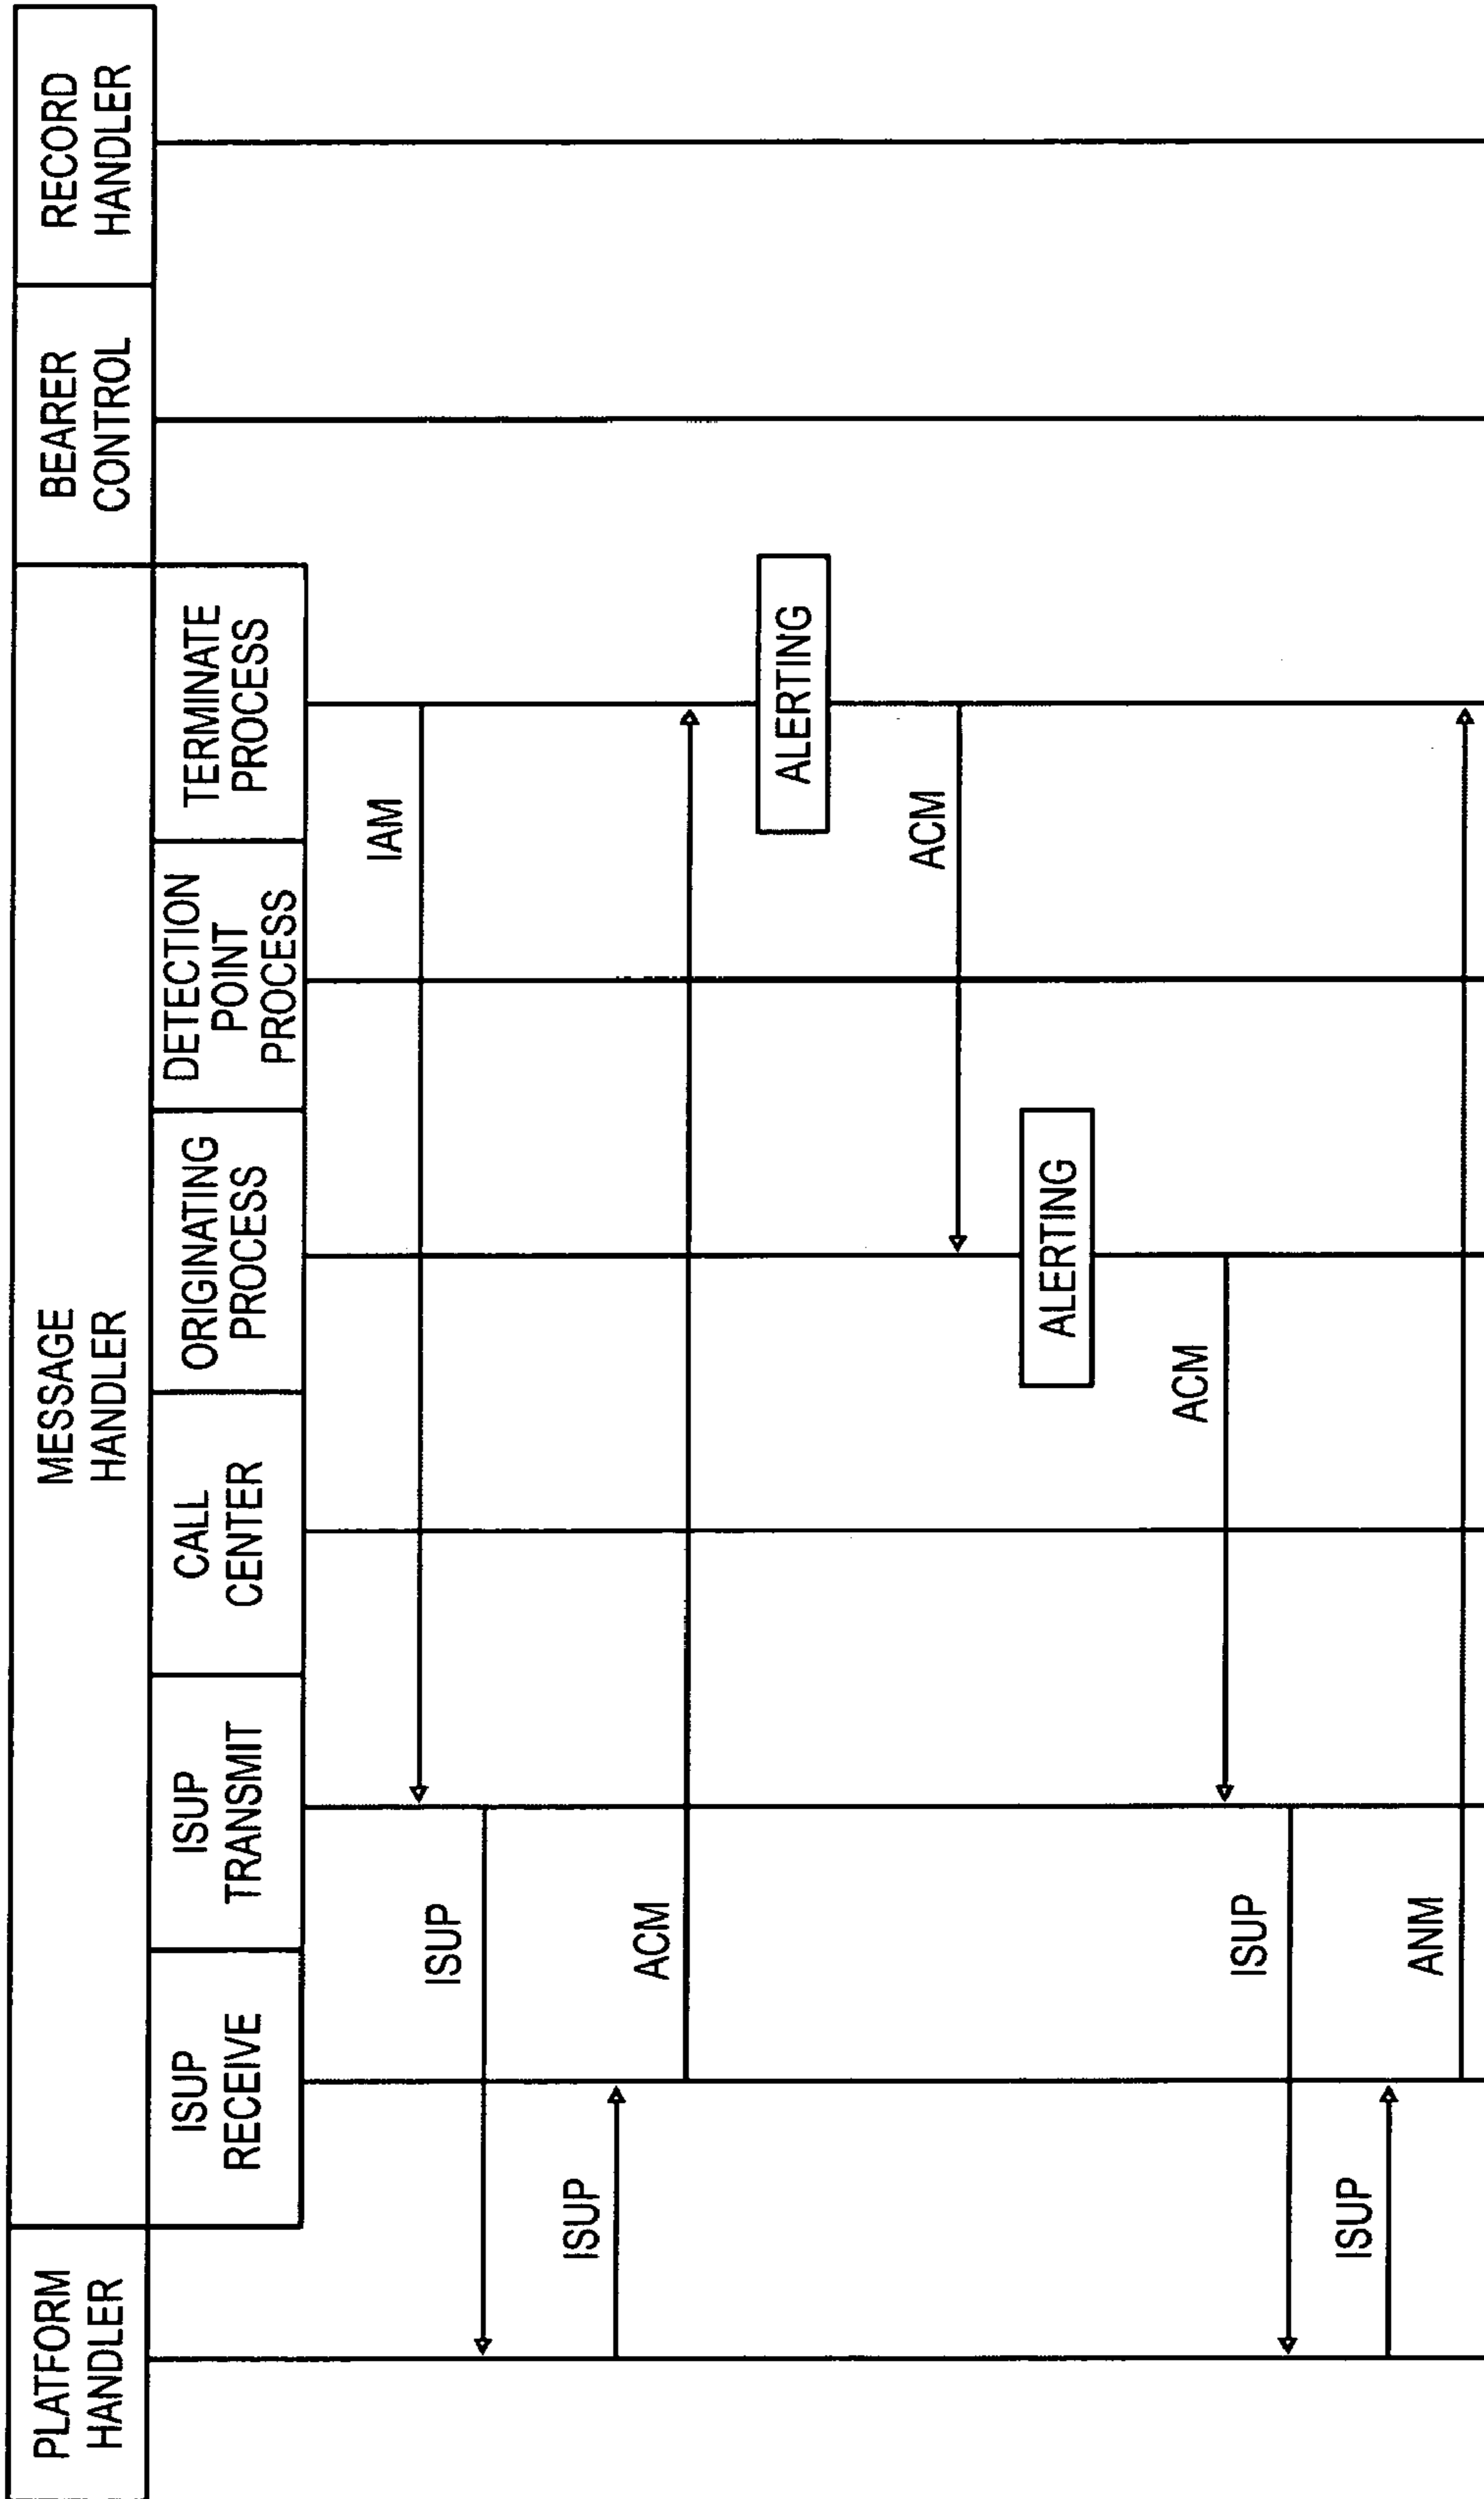 PLATFORM
HANDLER
MESSAGE
HANDLER
BEARER
CONTROL
RECORD
HANDLER
ISUP
RECEIVE
ISUP
TRANSMIT
CALL
CENTER
ORIGINATING
PROCESS
DETECTION
POINT
PROCESS
TERMINATE
PROCESS
IAM
ISUP
ISUP
ACM
ALERTING
ACM
ALERTING
ACM
ISUP
ISUP
ANM